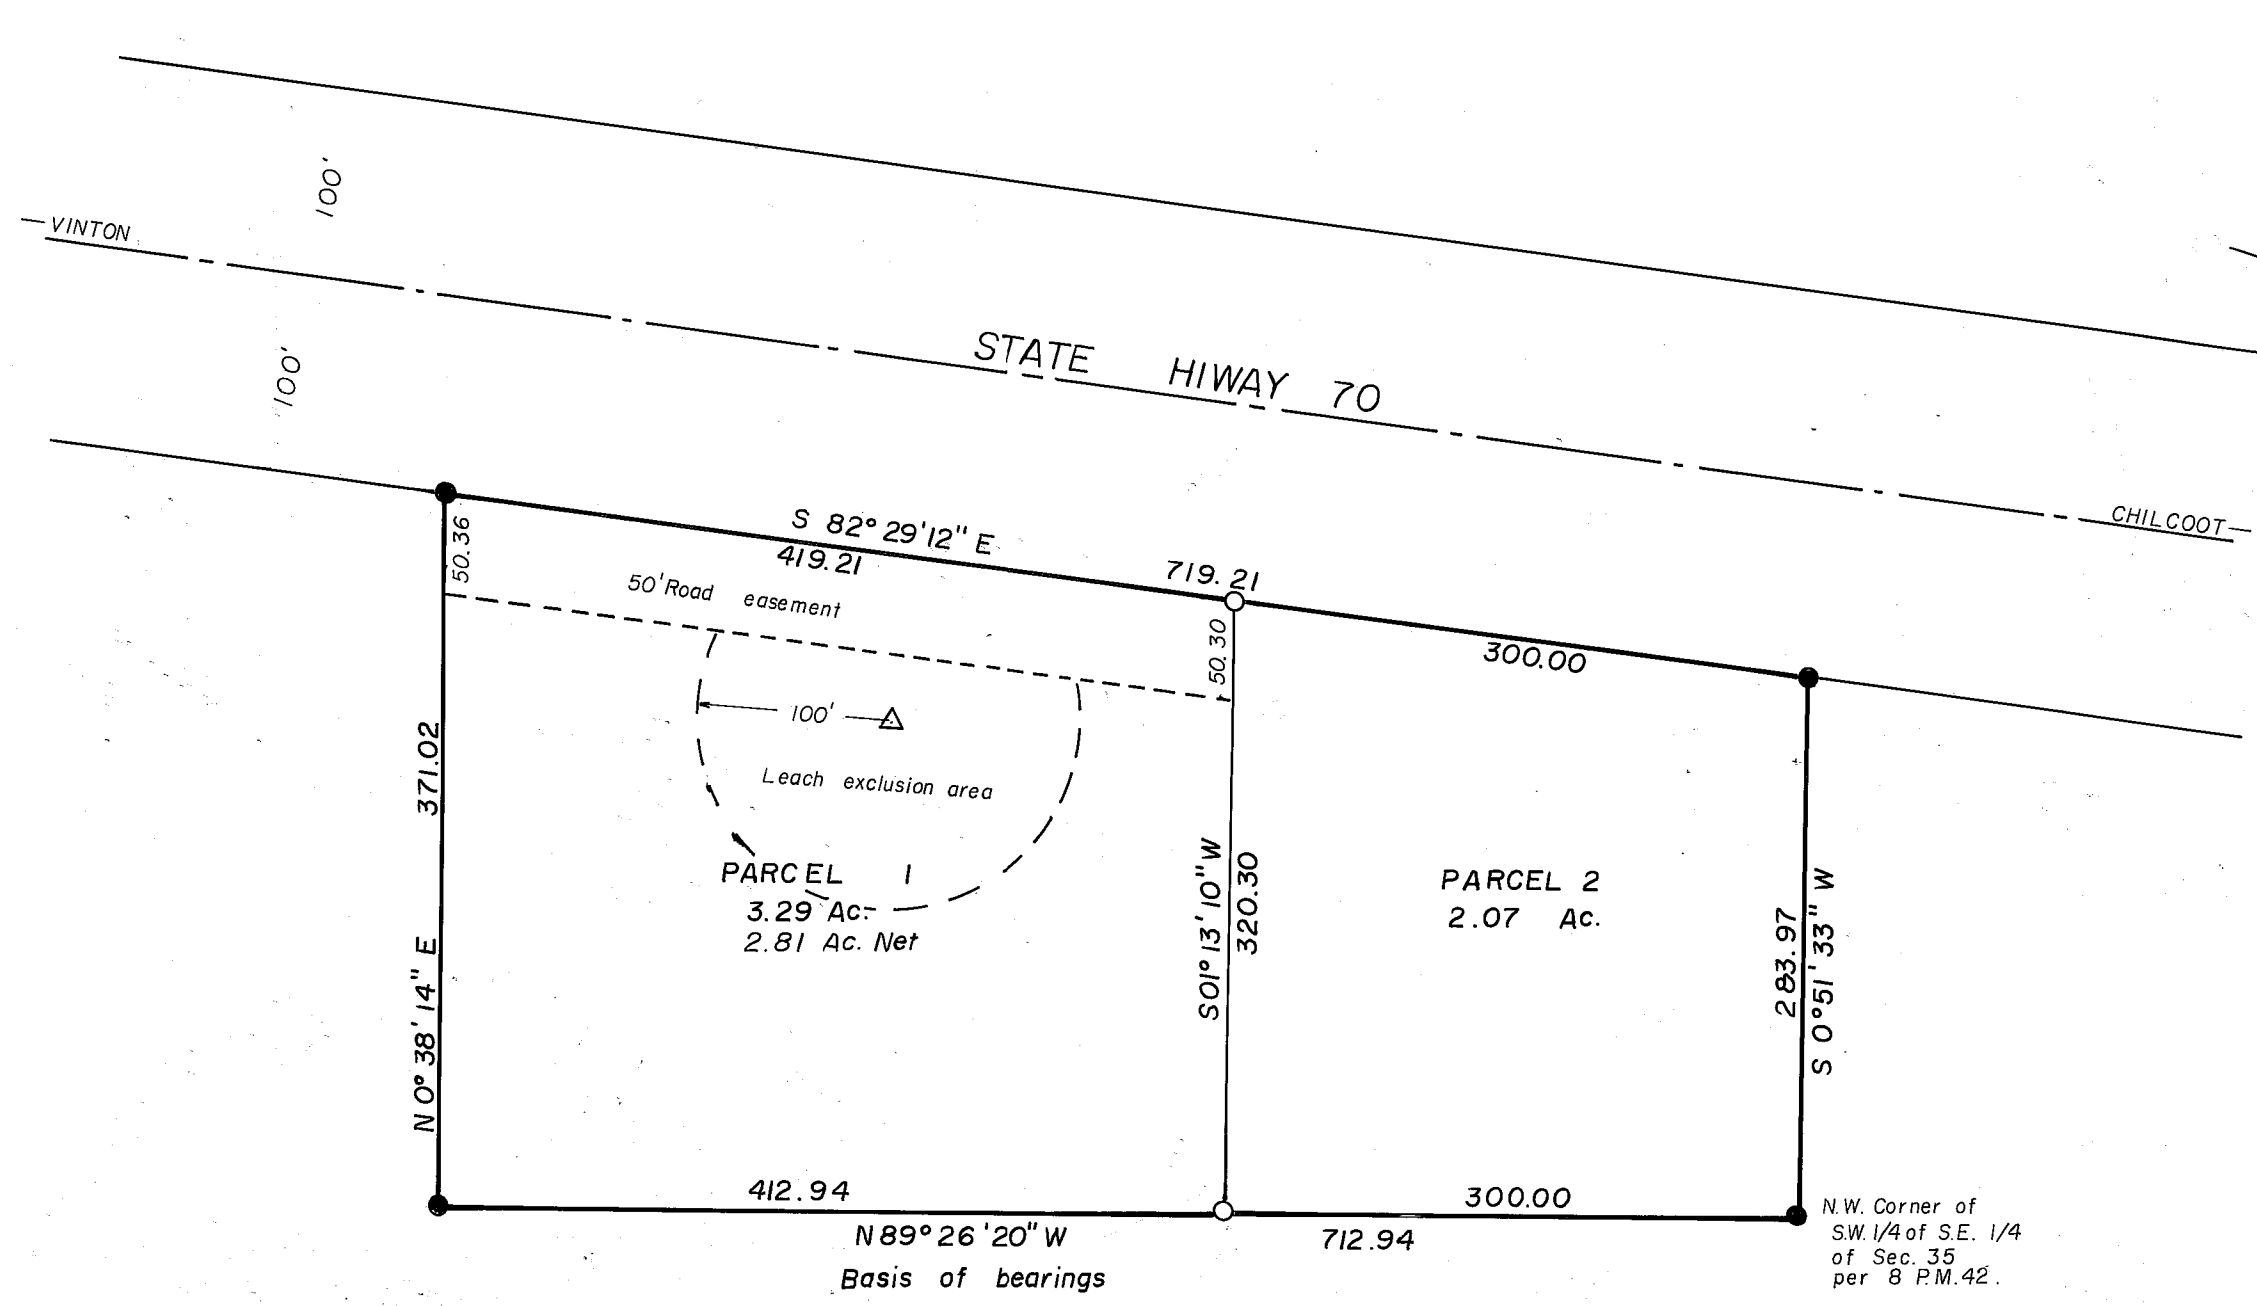 100'
— VINTON
100'
STATE HIWAY 70
CHILCOOT —
S 82° 29' 12" E
419.21
719.21
50.36
50' Road easement
50.30
300.00
100'
Leach exclusion area
371.02
N 0° 38' 14" E
PARCEL 1
3.29 Ac.
2.81 Ac. Net
S 01° 13' 10" W
320.30
PARCEL 2
2.07 Ac.
283.97
S 0° 51' 33" W
412.94
300.00
N 89° 26' 20" W
712.94
Basis of bearings
N.W. Corner of
S.W. 1/4 of S.E. 1/4
of Sec. 35
per 8 P.M. 42.